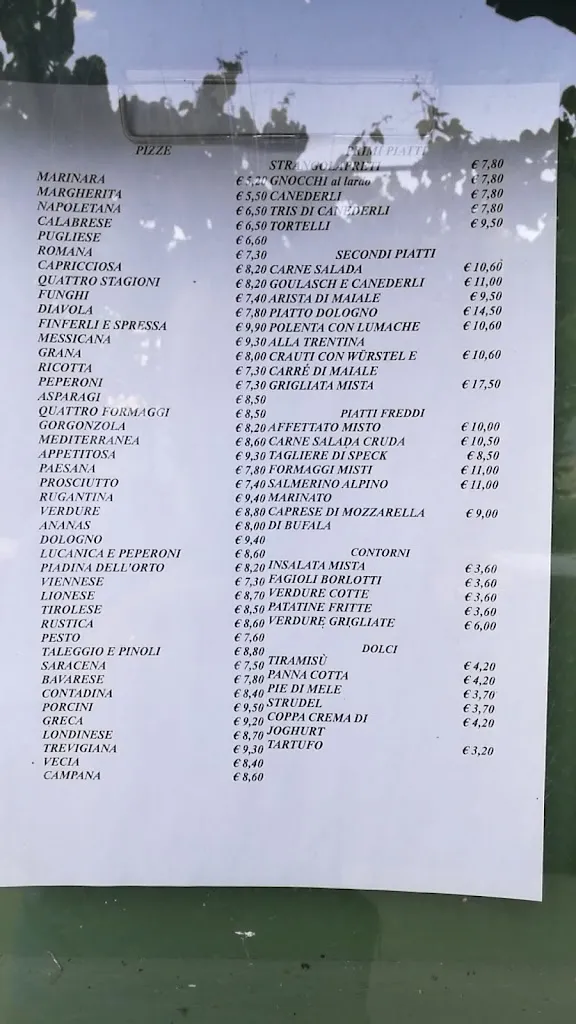 PIZZE
MARINARA € 5,20
MARGHERITA € 5,50
NAPOLETANA € 6,50
CALABRESE € 6,50
PUGLIESE € 6,60
ROMANA € 7,30
CAPRICCIOSA € 8,20
QUATTRO STAGIONI € 8,20
FUNGHI € 7,40
DIAVOLA € 7,80
FINFERLI E SPRESSA € 9,90
MESSICANA € 9,30
GRANA € 8,00
RICOTTA € 7,30
PEPERONI € 7,30
ASPARAGI € 8,50
QUATTRO FORMAGGI € 8,50
GORGONZOLA € 8,20
MEDITERRANEA € 8,60
APPETITOSA € 9,30
PAESANA € 7,80
PROSCIUTTO € 7,40
RUGANTINA € 9,40
VERDURE € 8,80
ANANAS € 8,00
DOLOGNO € 9,40
LUCANICA E PEPERONI € 8,60
PIADINA DELL'ORTO € 8,20
VIENNESE € 7,30
LIONESE € 8,70
TIROLESE € 8,50
RUSTICA € 8,60
PESTO € 7,60
TALEGGIO E PINOLI € 8,80
SARACENA € 7,50
BAVARESE € 7,80
CONTADINA € 8,40
PORCINI € 9,50
GRECA € 9,20
LONDINESE € 8,70
TREVIGIANA € 9,30
VECIA € 8,40
CAMPANA € 8,60
PRIMI PIATTI
STRANGOLAPRETI € 7,80
GNOCCHI al lardo € 7,80
CANEDERLI € 7,80
TRIS DI CANEDERLI € 7,80
TORTELLI € 9,50
SECONDI PIATTI
CARNE SALADA € 10,60
GOULASCH E CANEDERLI € 11,00
ARISTA DI MAIALE € 9,50
PIATTO DOLOGNO € 14,50
POLENTA CON LUMACHE € 10,60
ALLA TRENTINA
CRAUTI CON WÜRSTEL E € 10,60
CARRÉ DI MAIALE
GRIGLIATA MISTA € 17,50
PIATTI FREDDI
AFFETTATO MISTO € 10,00
CARNE SALADA CRUDA € 10,50
TAGLIERE DI SPECK € 8,50
FORMAGGI MISTI € 11,00
SALMERINO ALPINO € 11,00
MARINATO
CAPRESE DI MOZZARELLA € 9,00
DI BUFALA
CONTORNI
INSALATA MISTA € 3,60
FAGIOLI BORLOTTI € 3,60
VERDURE COTTE € 3,60
PATATINE FRITTE € 3,60
VERDURE GRIGLIATE € 6,00
DOLCI
TIRAMISÙ € 4,20
PANNA COTTA € 4,20
PIE DI MELE € 3,70
STRUDEL € 3,70
COPPA CREMA DI € 4,20
JOGHURT
TARTUFO € 3,20